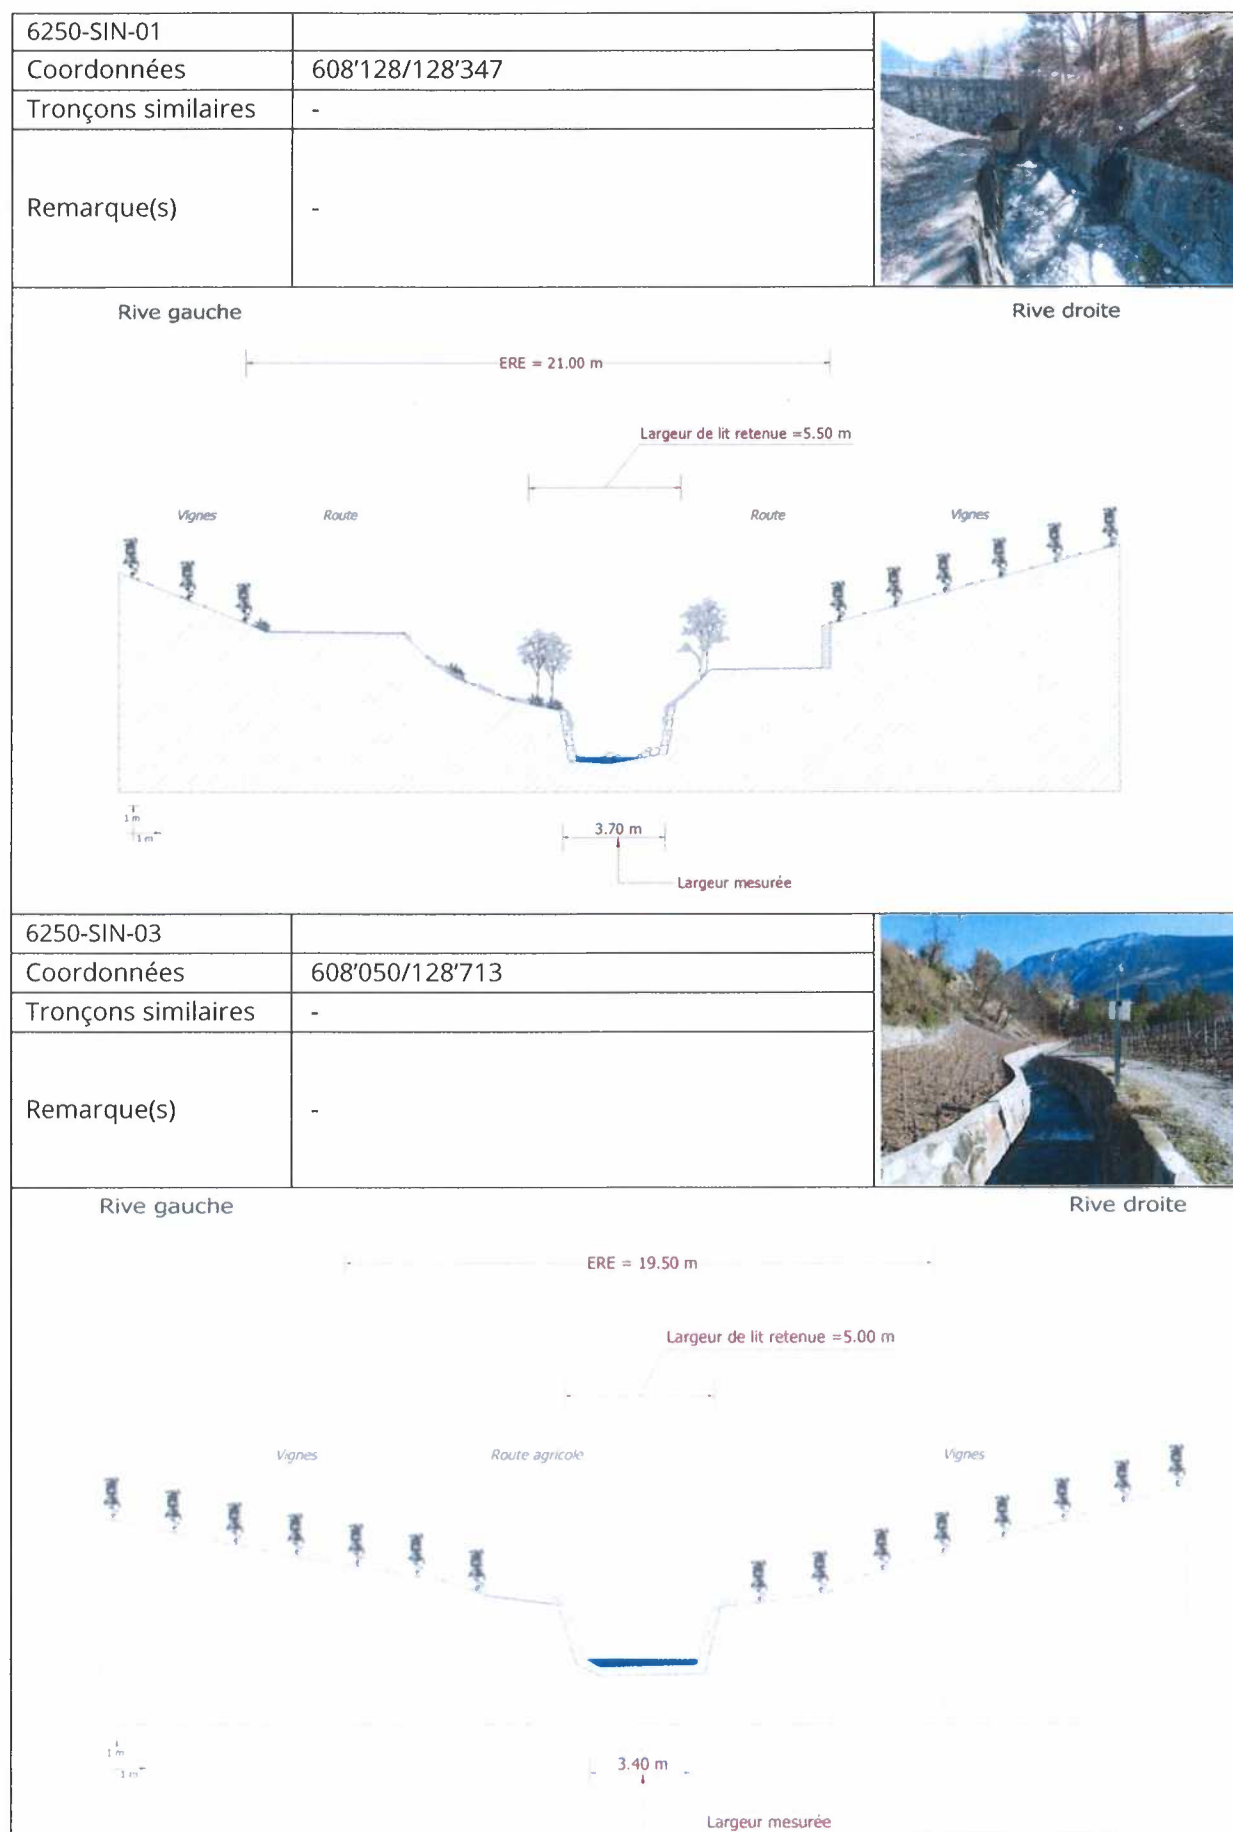 6250-SIN-01
Coordonnées 608'128/128'347
Tronçons similaires -
Remarque(s) -
Rive gauche Rive droite
ERE = 21.00 m
Largeur de lit retenue =5.50 m
Vignes Route Route Vignes
1 m
1 m
3.70 m
Largeur mesurée
6250-SIN-03
Coordonnées 608'050/128'713
Tronçons similaires -
Remarque(s) -
Rive gauche Rive droite
ERE = 19.50 m
Largeur de lit retenue =5.00 m
Vignes Route agricole Vignes
1 m
1 m
3.40 m
Largeur mesurée